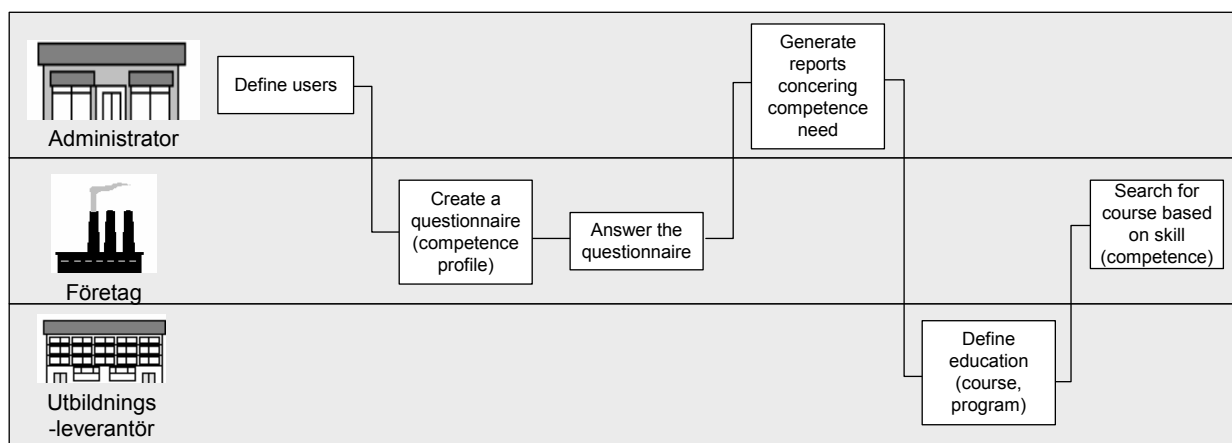 Administrator
Define users
Generate
reports
concering
competence
need
Företag
Create a
questionnaire
(competence
profile)
Answer the
questionnaire
Search for
course based
on skill
(competence)
Utbildnings
-leverantör
Define
education
(course,
program)